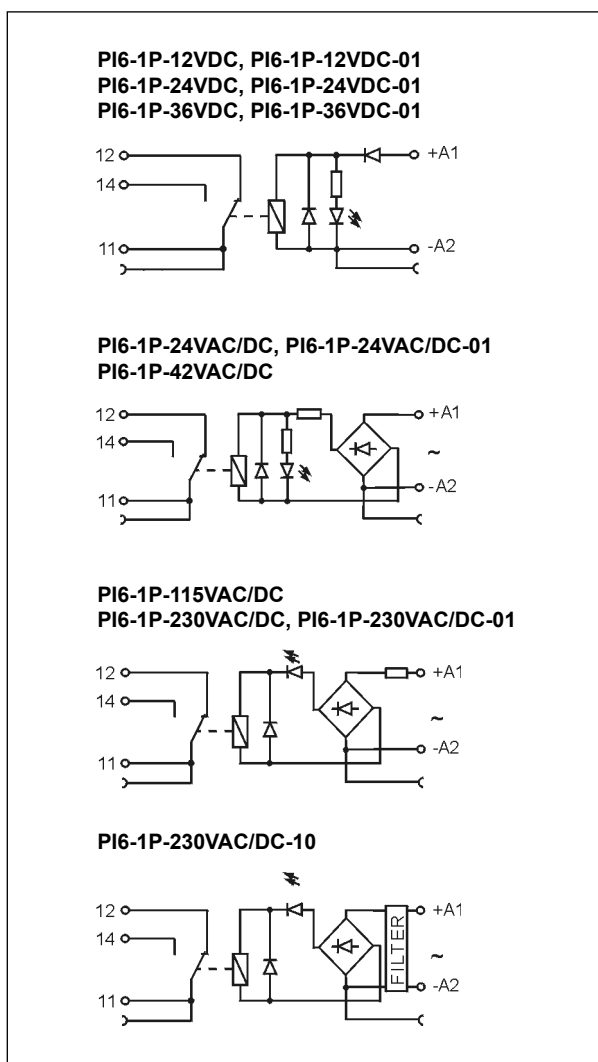 PI6-1P-12VDC, PI6-1P-12VDC-01
PI6-1P-24VDC, PI6-1P-24VDC-01
PI6-1P-36VDC, PI6-1P-36VDC-01
12
+A1
14
11
-A2
PI6-1P-24VAC/DC, PI6-1P-24VAC/DC-01
PI6-1P-42VAC/DC
12
+A1
14
~
-A2
11
PI6-1P-115VAC/DC
PI6-1P-230VAC/DC, PI6-1P-230VAC/DC-01
12
+A1
14
~
11
-A2
PI6-1P-230VAC/DC-10
12
+A1
14
FILTER
~
-A2
11